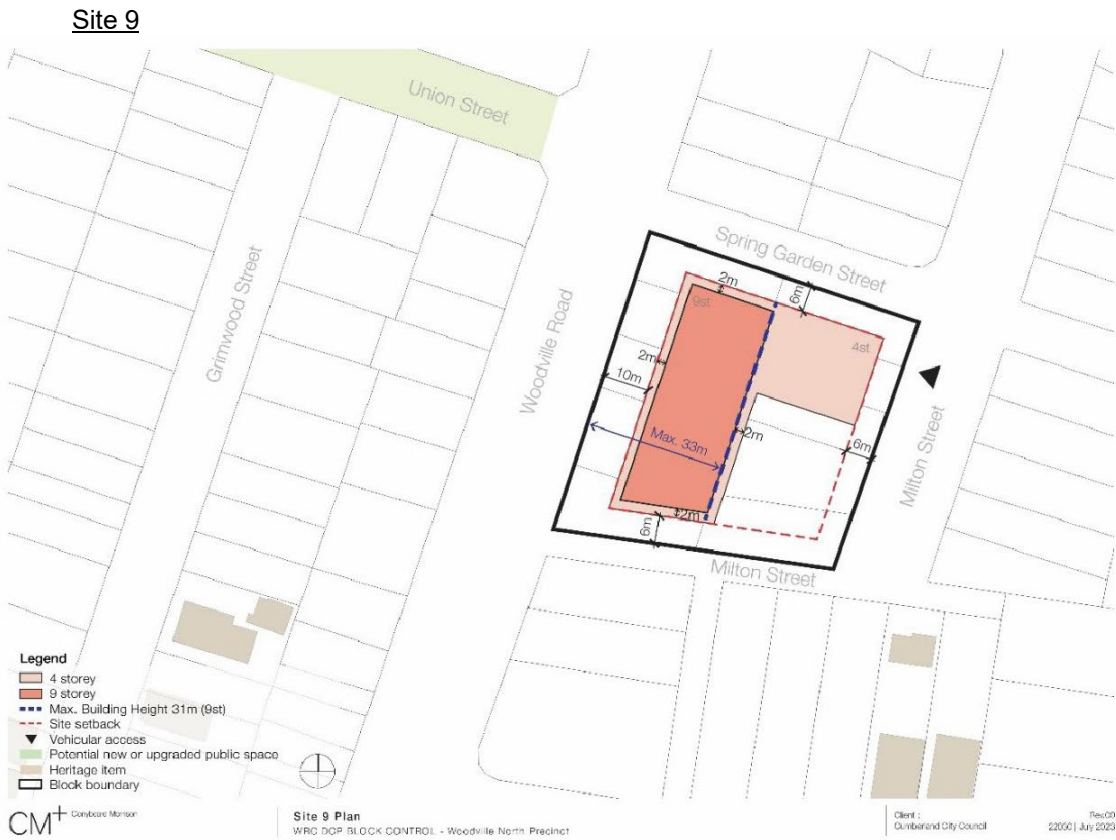 Site 9
Union Street
Spring Garden Street
Grimwood Street
Woodville Road
2m
6m
9st
4st
2m
10m
Max. 33m
2m
6m
Milton Street
2m
6m
Milton Street
Legend
4 storey
9 storey
Max. Building Height 31m (9st)
Site setback
Vehicular access
Potential new or upgraded public space
Heritage item
Block boundary
CM+ Conybeare Morrison
Site 9 Plan
WRC DCP BLOCK CONTROL - Woodville North Precinct
Client :
Cumberland City Council
22050 | July 2023